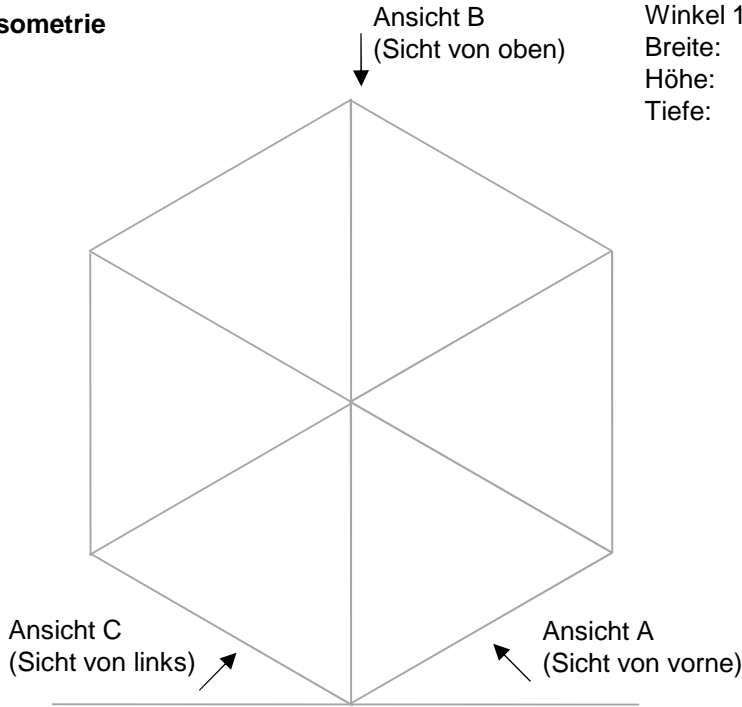 sometrie
Ansicht B
(Sicht von oben)
Winkel 1
Breite:
Höhe:
Tiefe:
Ansicht C
(Sicht von links)
Ansicht A
(Sicht von vorne)